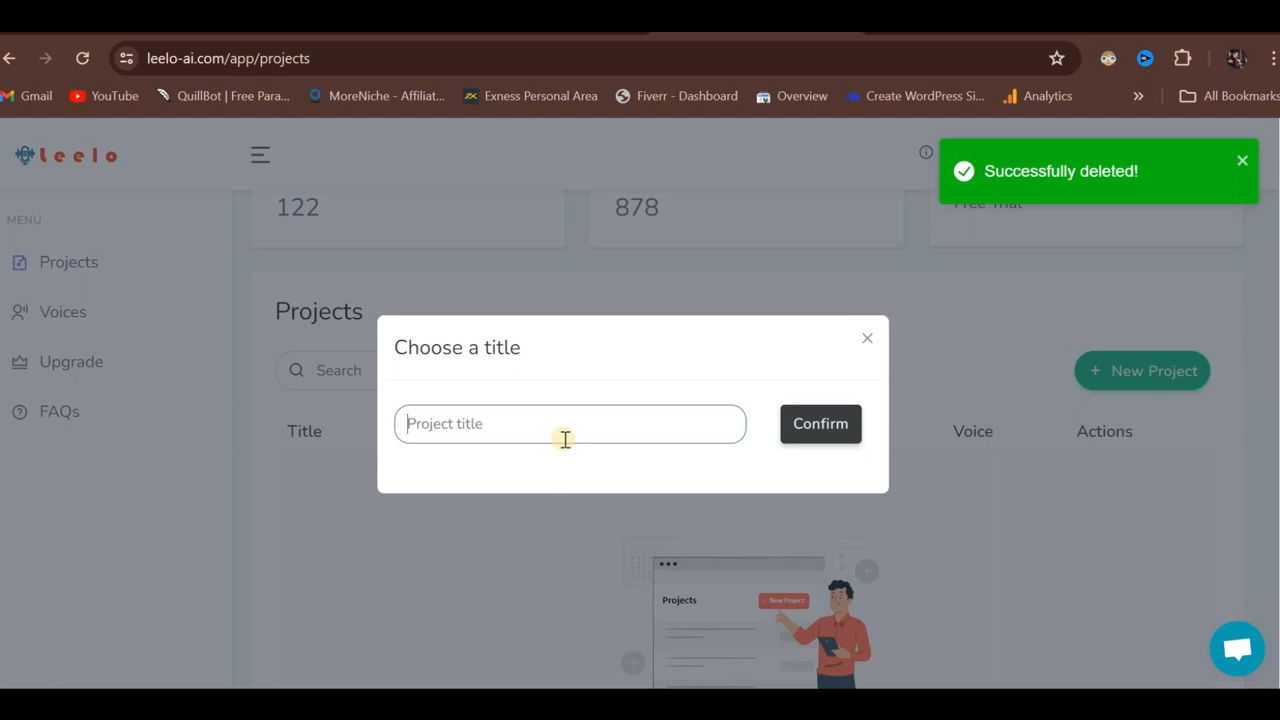 leelo-ai.com/app/projects
Gmail
YouTube
QuillBot | Free Para...
MoreNiche - Affiliat...
Exness Personal Area
Fiverr - Dashboard
Overview
Create WordPress Si...
Analytics
All Bookmarks
leelo
Successfully deleted!
MENU
122
878
Free Trial
Projects
Voices
Upgrade
FAQs
Projects
Search
+ New Project
Title
Voice
Actions
Choose a title
Project title
Confirm
Projects
New Project